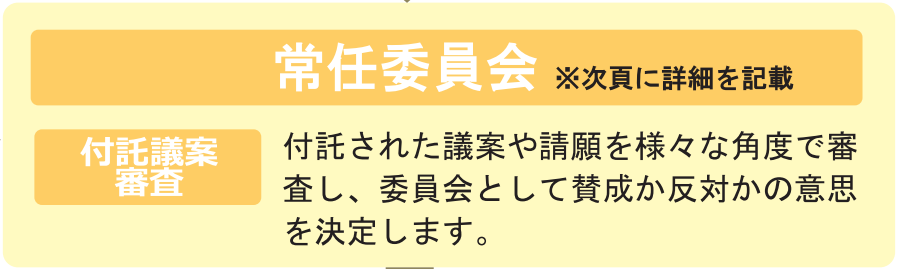 常任委員会 ※次頁に詳細を記載
付託議案
審査
付託された議案や請願を様々な角度で審
査し、委員会として賛成か反対かの意思
を決定します。